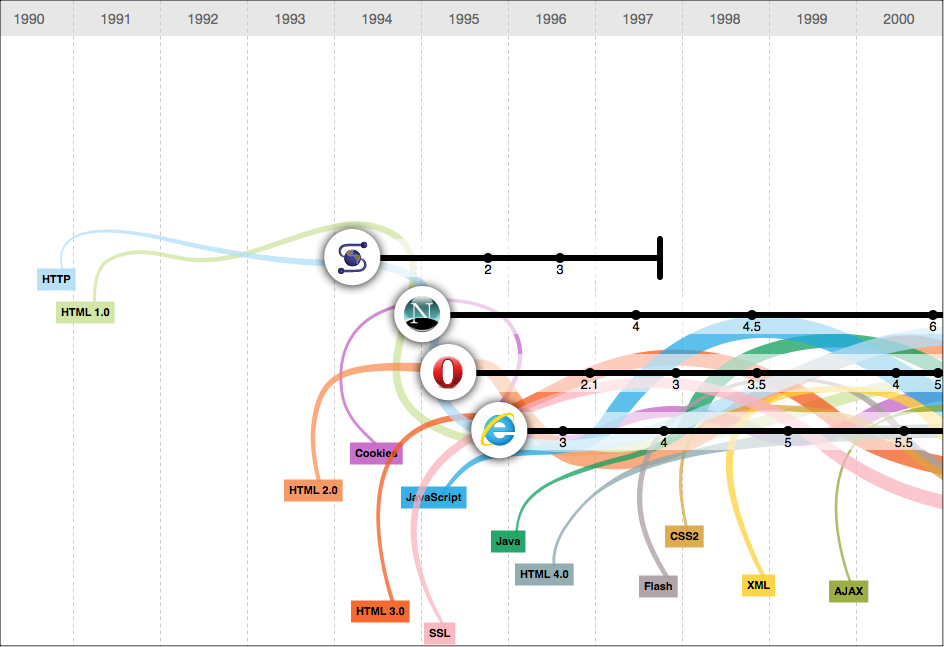 1990 1991 1992 1993 1994 1995 1996 1997 1998 1999 2000
2 3
HTTP
HTML 1.0
N
4 4.5 6
O
2.1 3 3.5 4 5
e
3 4 5 5.5
Cookies
HTML 2.0
JavaScript
CSS2
Java
HTML 4.0
Flash
XML
AJAX
HTML 3.0
SSL